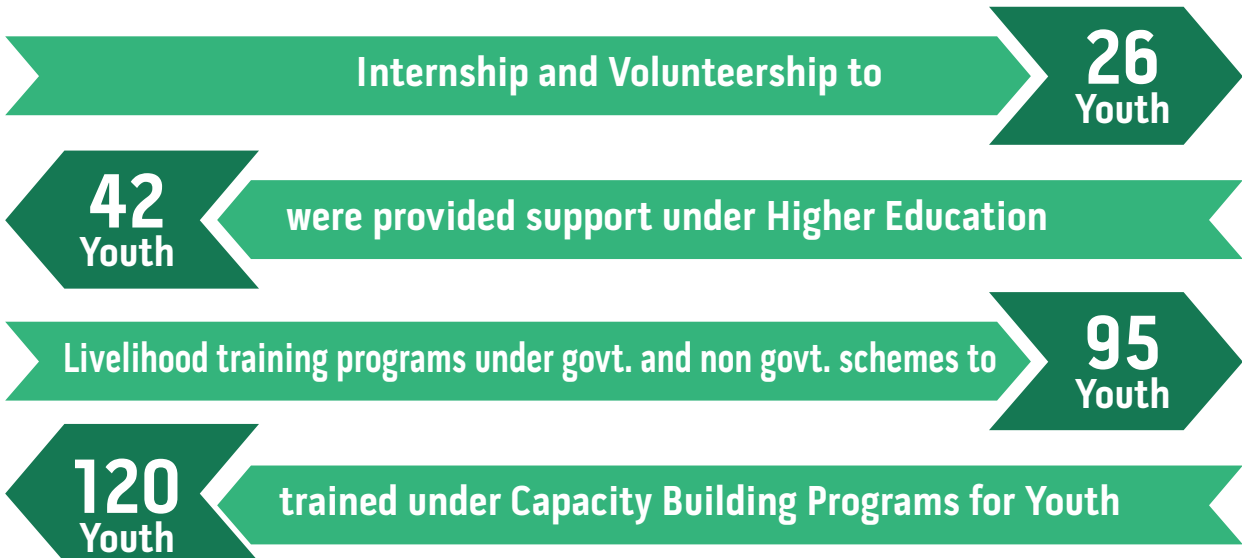 Internship and Volunteership to
26
Youth
42
Youth
were provided support under Higher Education
Livelihood training programs under govt. and non govt. schemes to
95
Youth
120
Youth
trained under Capacity Building Programs for Youth